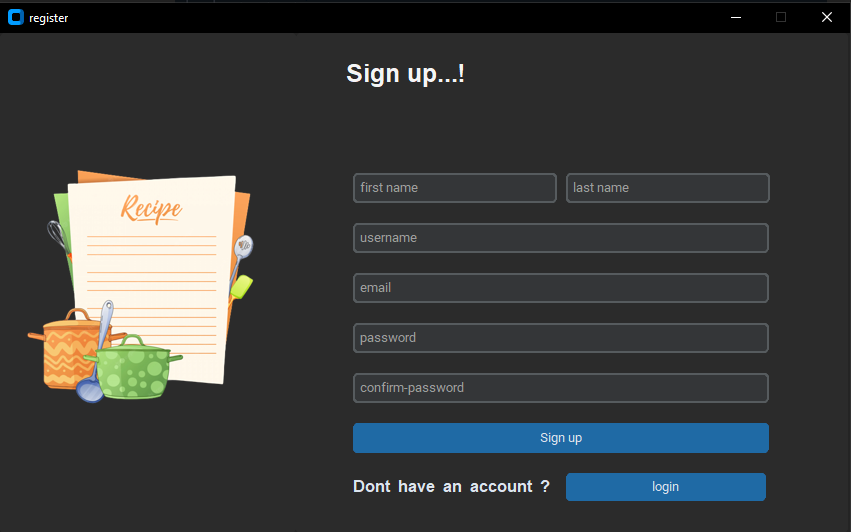 register
Sign up...!
Recipe
first name last name
username
email
password
confirm-password
Sign up
Dont have an account ? login